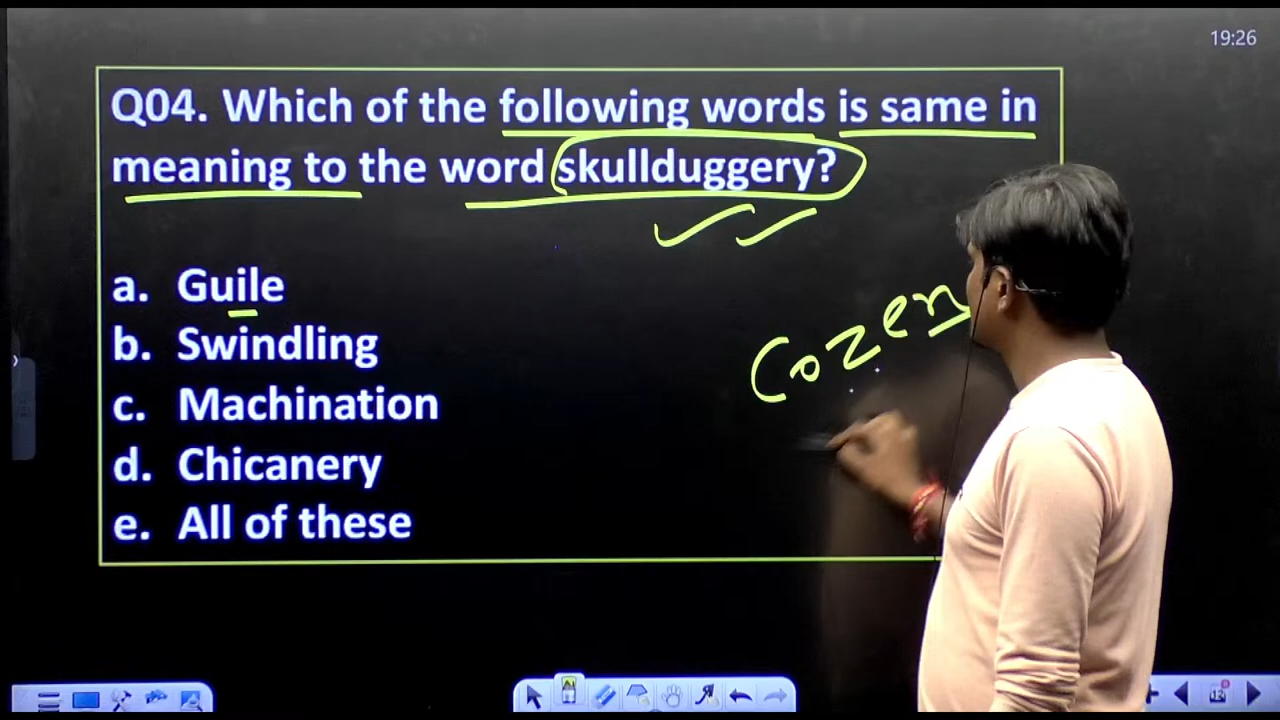 19:26
Q04. Which of the following words is same in
meaning to the word skullduggery?
a. Guile
b. Swindling
c. Machination
d. Chicanery
e. All of these
Cozen